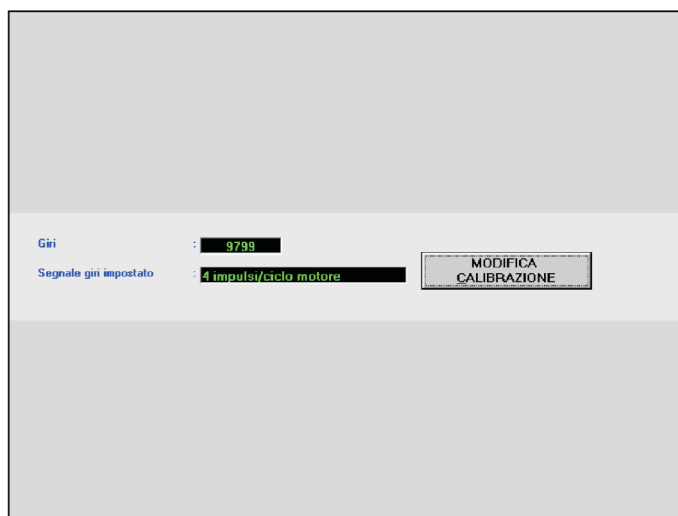 Giri : 9799
Segnale giri impostato : 4 impulsi/ciclo motore
MODIFICA
CALIBRAZIONE